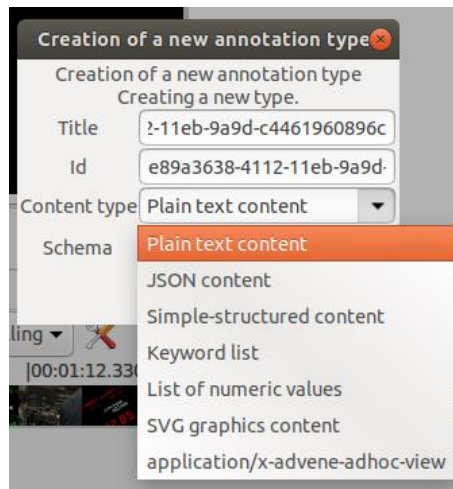 Creation of a new annotation type
Creation of a new annotation type
Creating a new type.
Title 2-11eb-9a9d-c4461960896c
Id e89a3638-4112-11eb-9a9d-
Content type Plain text content
Schema Plain text content
JSON content
Simple-structured content
Keyword list
List of numeric values
SVG graphics content
application/x-advene-adhoc-view
ling
|00:01:12.330